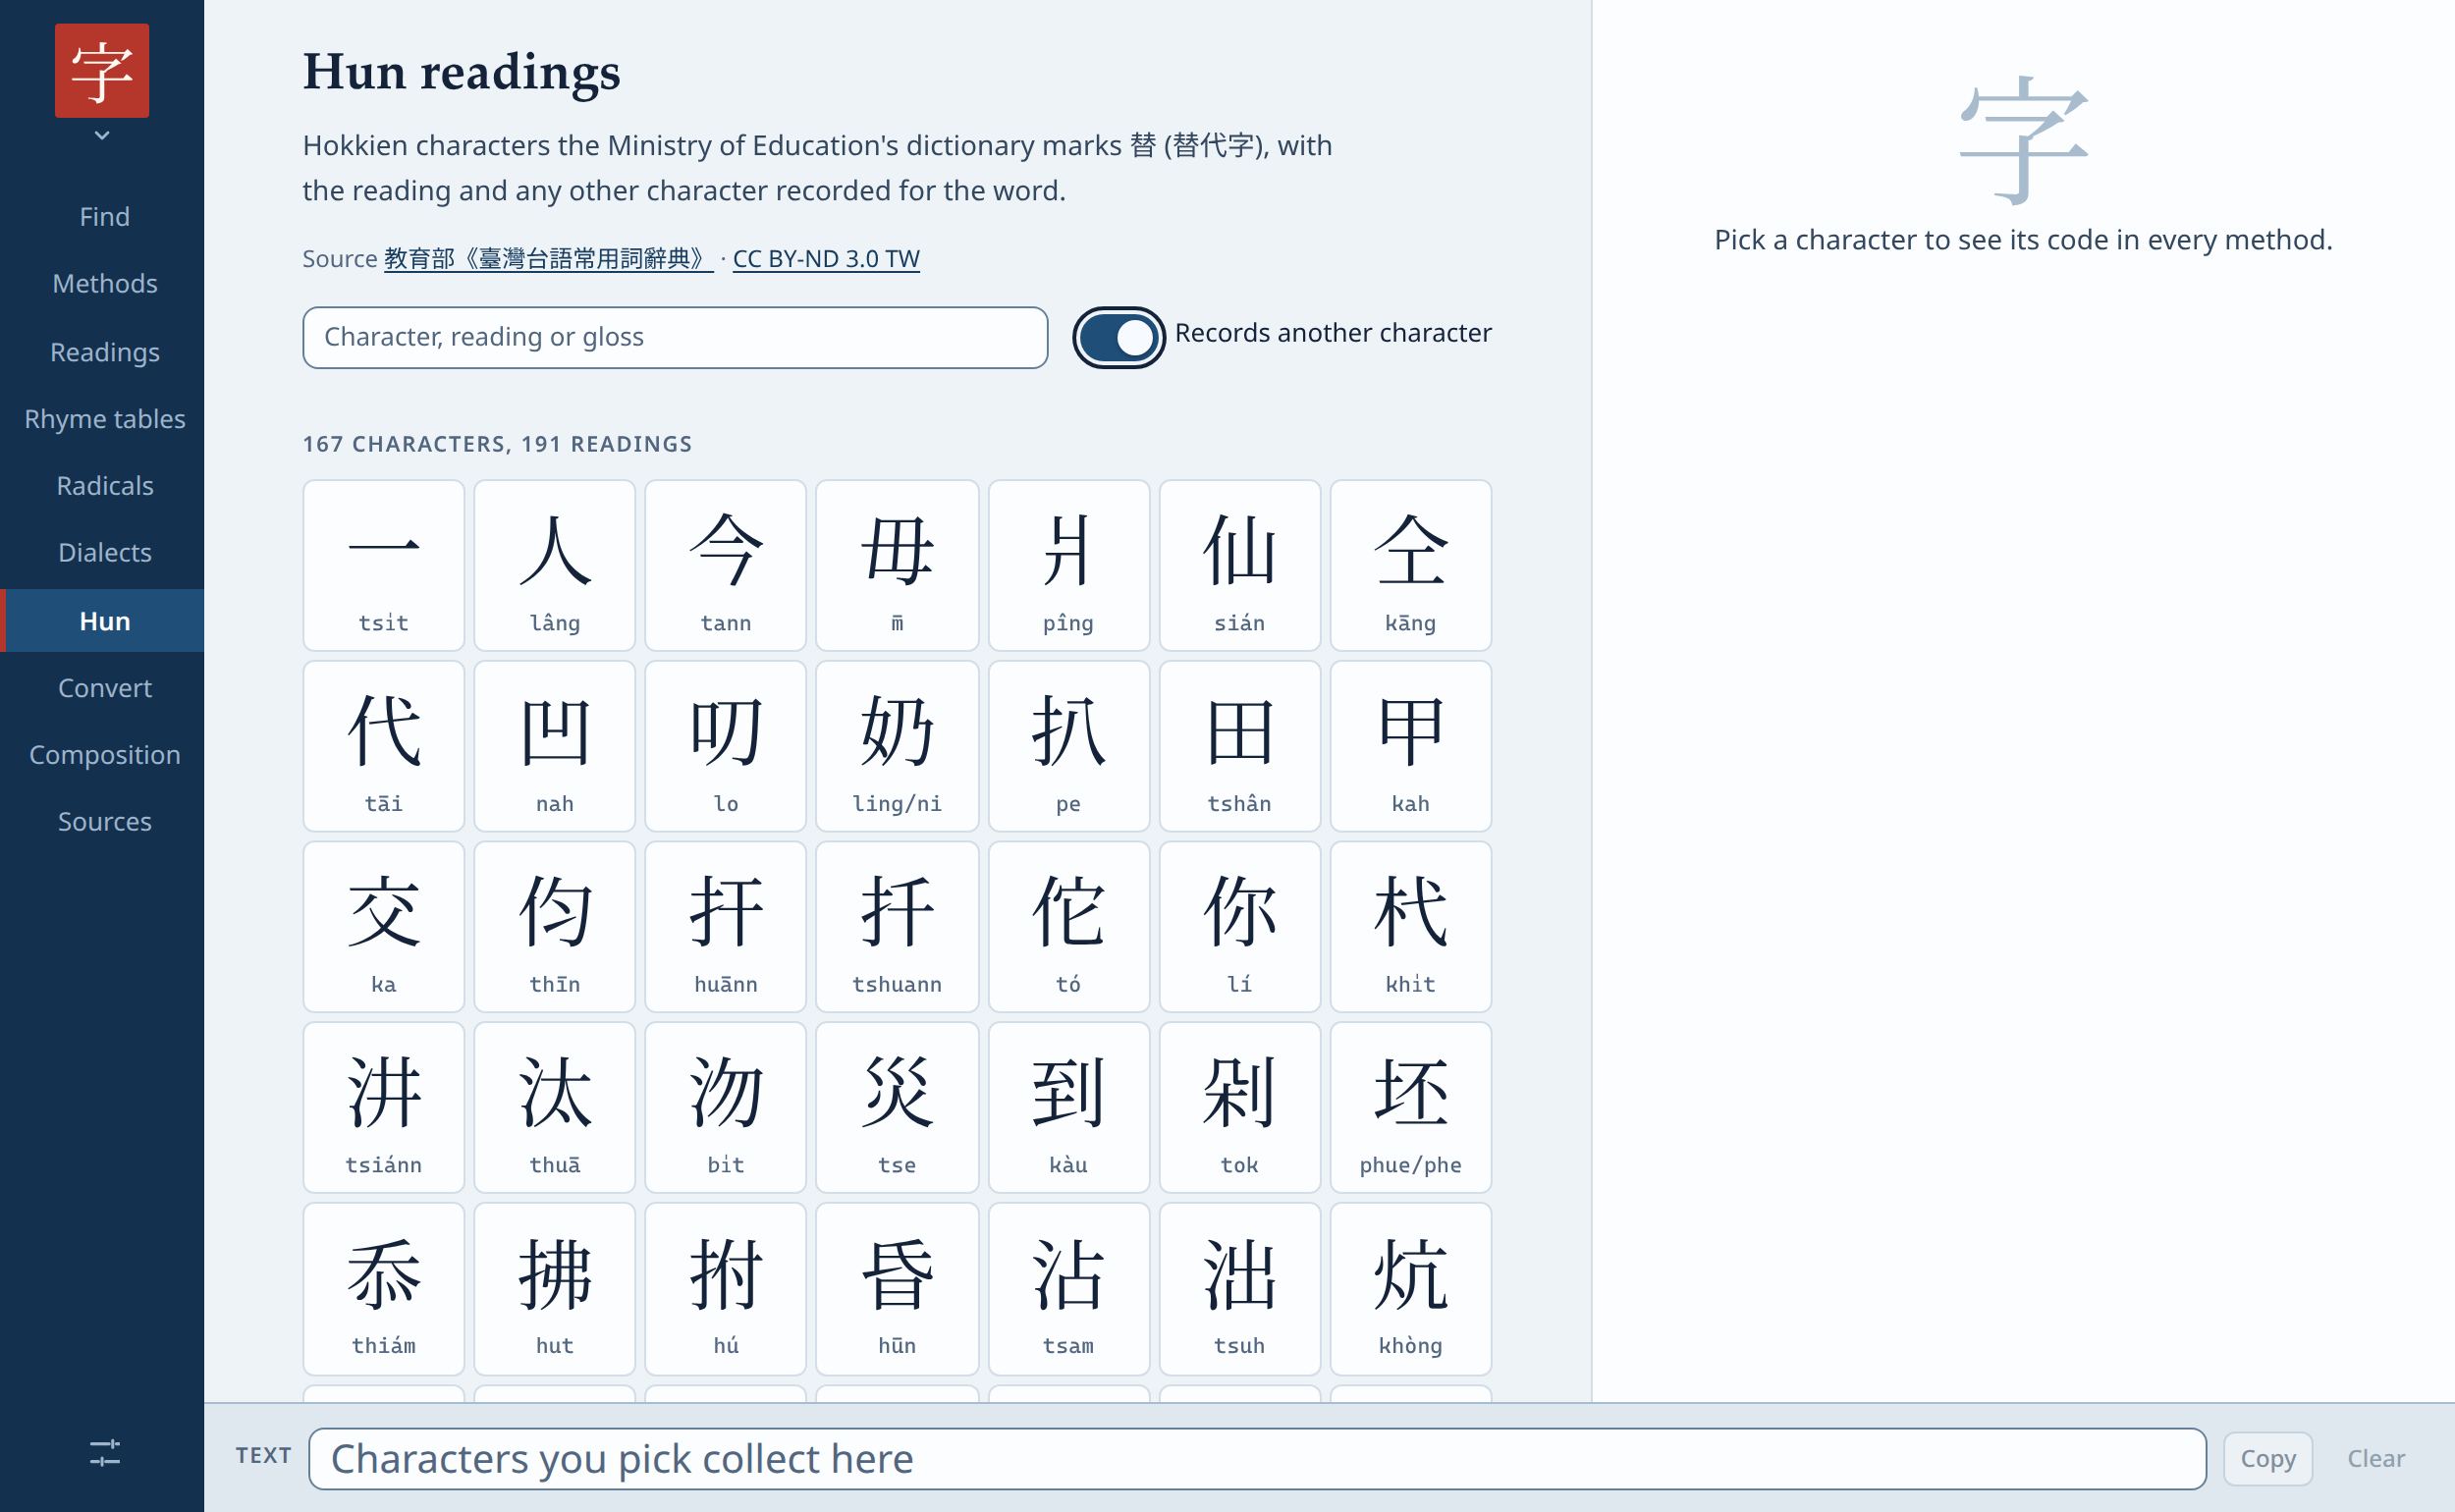 字
Find
Methods
Readings
Rhyme tables
Radicals
Dialects
Hun
Convert
Composition
Sources
Hun readings
Hokkien characters the Ministry of Education's dictionary marks 替 (替代字), with
the reading and any other character recorded for the word.
Source 教育部《臺灣台語常用詞辭典》 · CC BY-ND 3.0 TW
Character, reading or gloss
Records another character
167 CHARACTERS, 191 READINGS
一 人 今 毋 爿 仙 仝
tsi̍t lâng tann m̄ pîng sián kāng
代 凹 叨 奶 扒 田 甲
tāi nah lo ling/ni pe tshân kah
交 伨 扞 扦 佗 你 杙
ka thīn huānn tshuann tó lí khi̍t
汫 汰 沕 災 到 剁 坯
tsiánn thuā bi̍t tse kàu tok phue/phe
忝 拂 拊 昏 沾 泏 炕
thiám hut hú hūn tsam tsuh khòng
字
Pick a character to see its code in every method.
TEXT
Characters you pick collect here
Copy
Clear